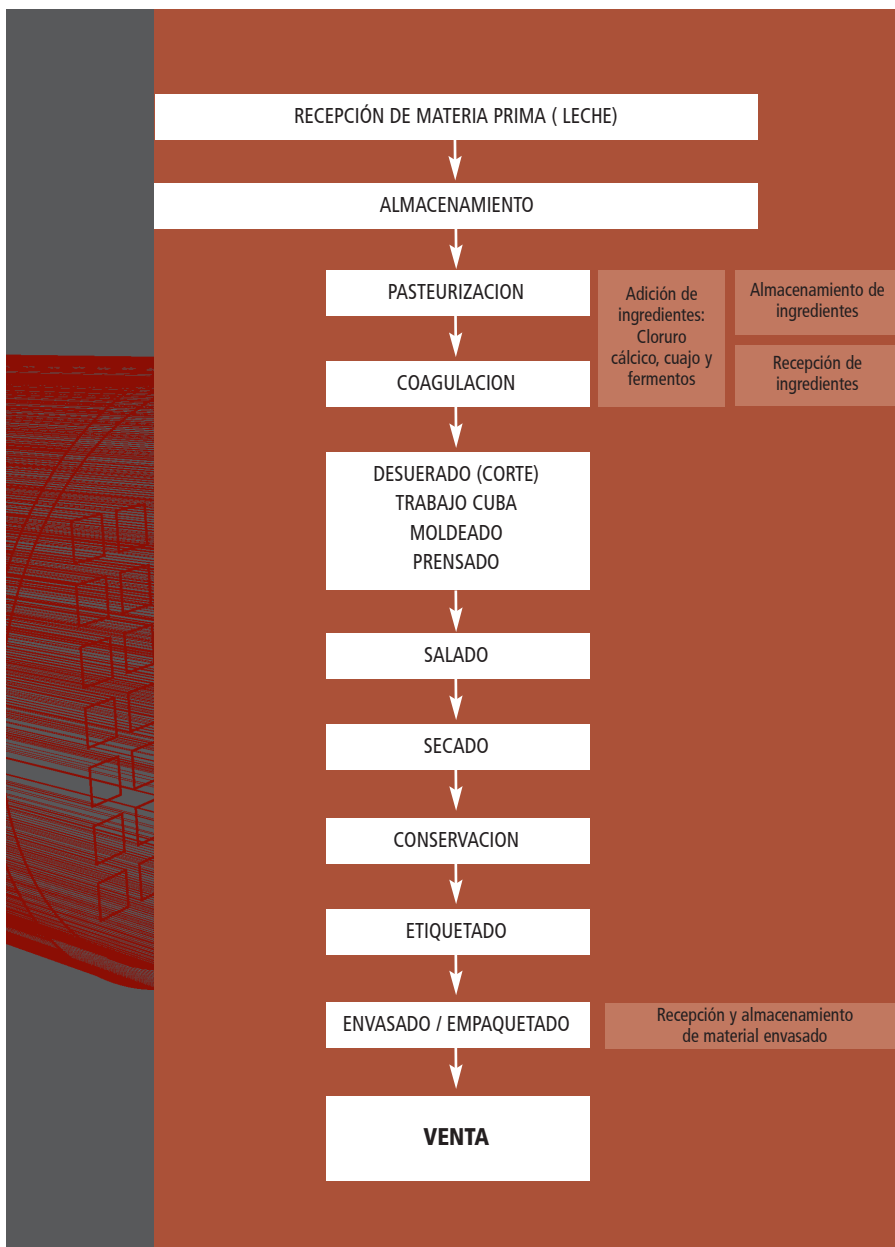 RECEPCIÓN DE MATERIA PRIMA ( LECHE)
ALMACENAMIENTO
PASTEURIZACION
Adición de
ingredientes:
Cloruro
cálcico, cuajo y
fermentos
Almacenamiento de
ingredientes
Recepción de
ingredientes
COAGULACION
DESUERADO (CORTE)
TRABAJO CUBA
MOLDEADO
PRENSADO
SALADO
SECADO
CONSERVACION
ETIQUETADO
ENVASADO / EMPAQUETADO
Recepción y almacenamiento
de material envasado
VENTA